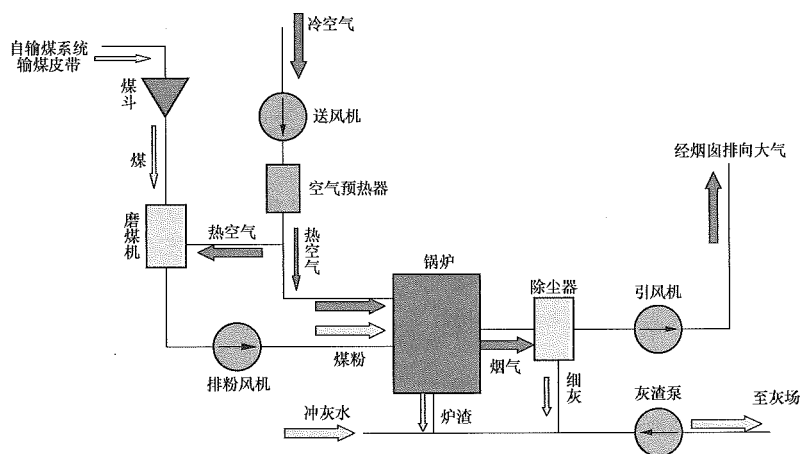 冷空气
自输煤系统
输煤皮带
煤斗
送风机
经烟囱排向大气
煤
空气预热器
磨煤机
热空气
热空气
锅炉
除尘器
引风机
煤粉
烟气
排粉风机
细灰
灰渣泵
至灰场
冲灰水
炉渣